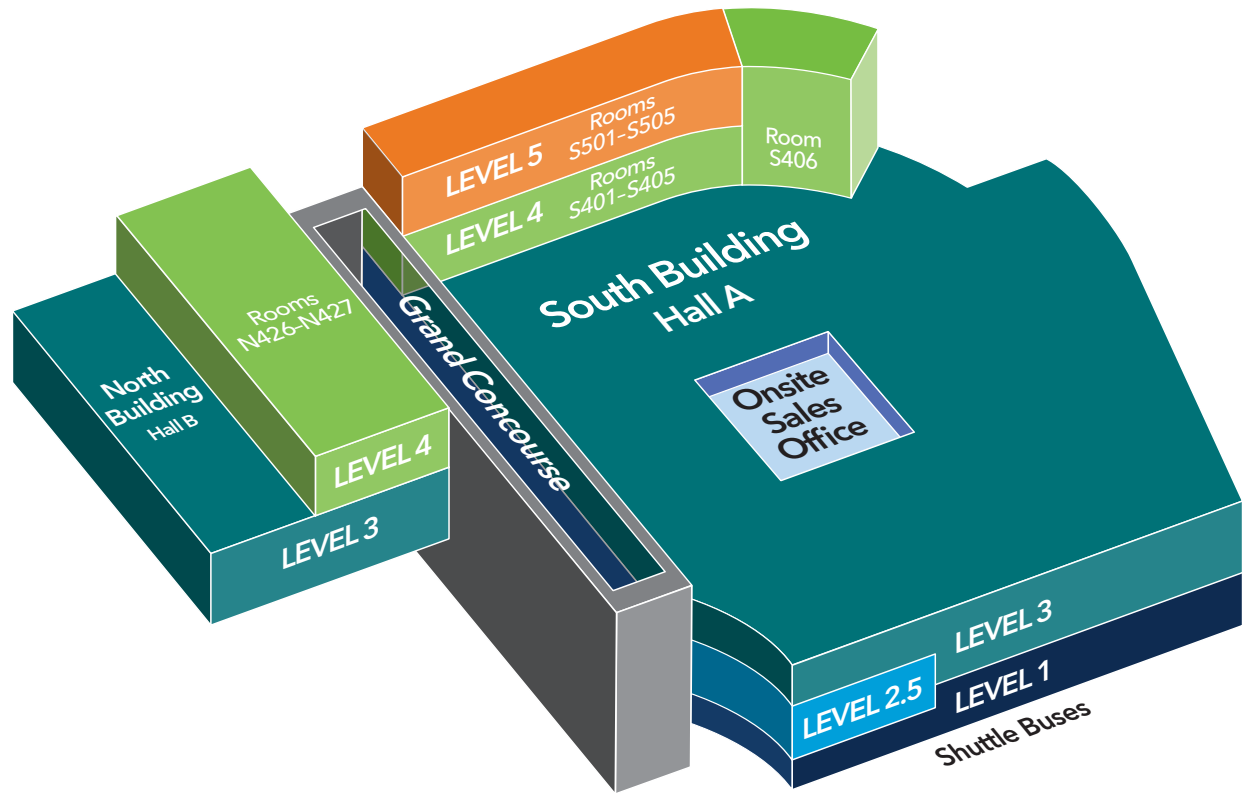 Rooms
S501–S505
LEVEL 5
Rooms
S401–S405
LEVEL 4
Room
S406
South Building
Hall A
Rooms
N426–N427
Grand Concourse
North
Building
Hall B
Onsite
Sales
Office
LEVEL 4
LEVEL 3
LEVEL 3
LEVEL 2.5
LEVEL 1
Shuttle Buses